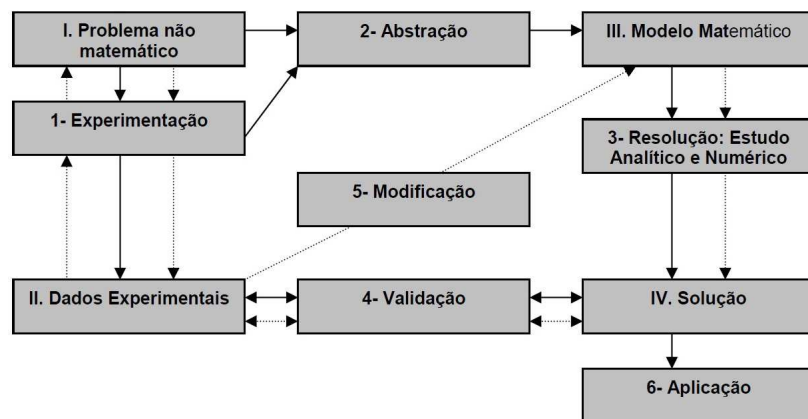 I. Problema não
matemático
2- Abstração
III. Modelo Matemático
1- Experimentação
3- Resolução: Estudo
Analítico e Numérico
5- Modificação
II. Dados Experimentais
4- Validação
IV. Solução
6- Aplicação